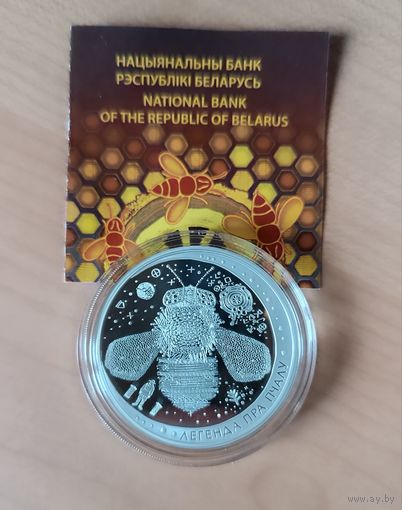 НАЦЫЯНАЛЬНЫ БАНК
РЭСПУБЛІКІ БЕЛАРУСЬ
NATIONAL BANK
OF THE REPUBLIC OF BELARUS
ЛЕГЕНДА ПРА ПЧАЛУ
www.ay.by